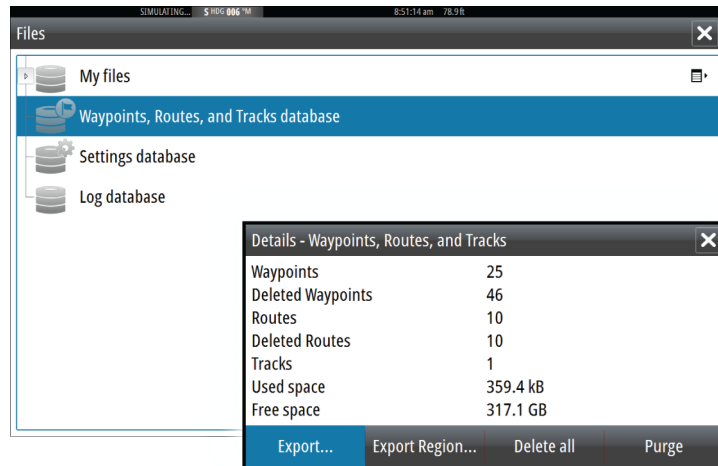 SIMULATING... S HDG 006 °M 8:51:14 am 78.9 ft
Files
My files
Waypoints, Routes, and Tracks database
Settings database
Log database
Details - Waypoints, Routes, and Tracks
Waypoints 25
Deleted Waypoints 46
Routes 10
Deleted Routes 10
Tracks 1
Used space 359.4 kB
Free space 317.1 GB
Export... Export Region... Delete all Purge